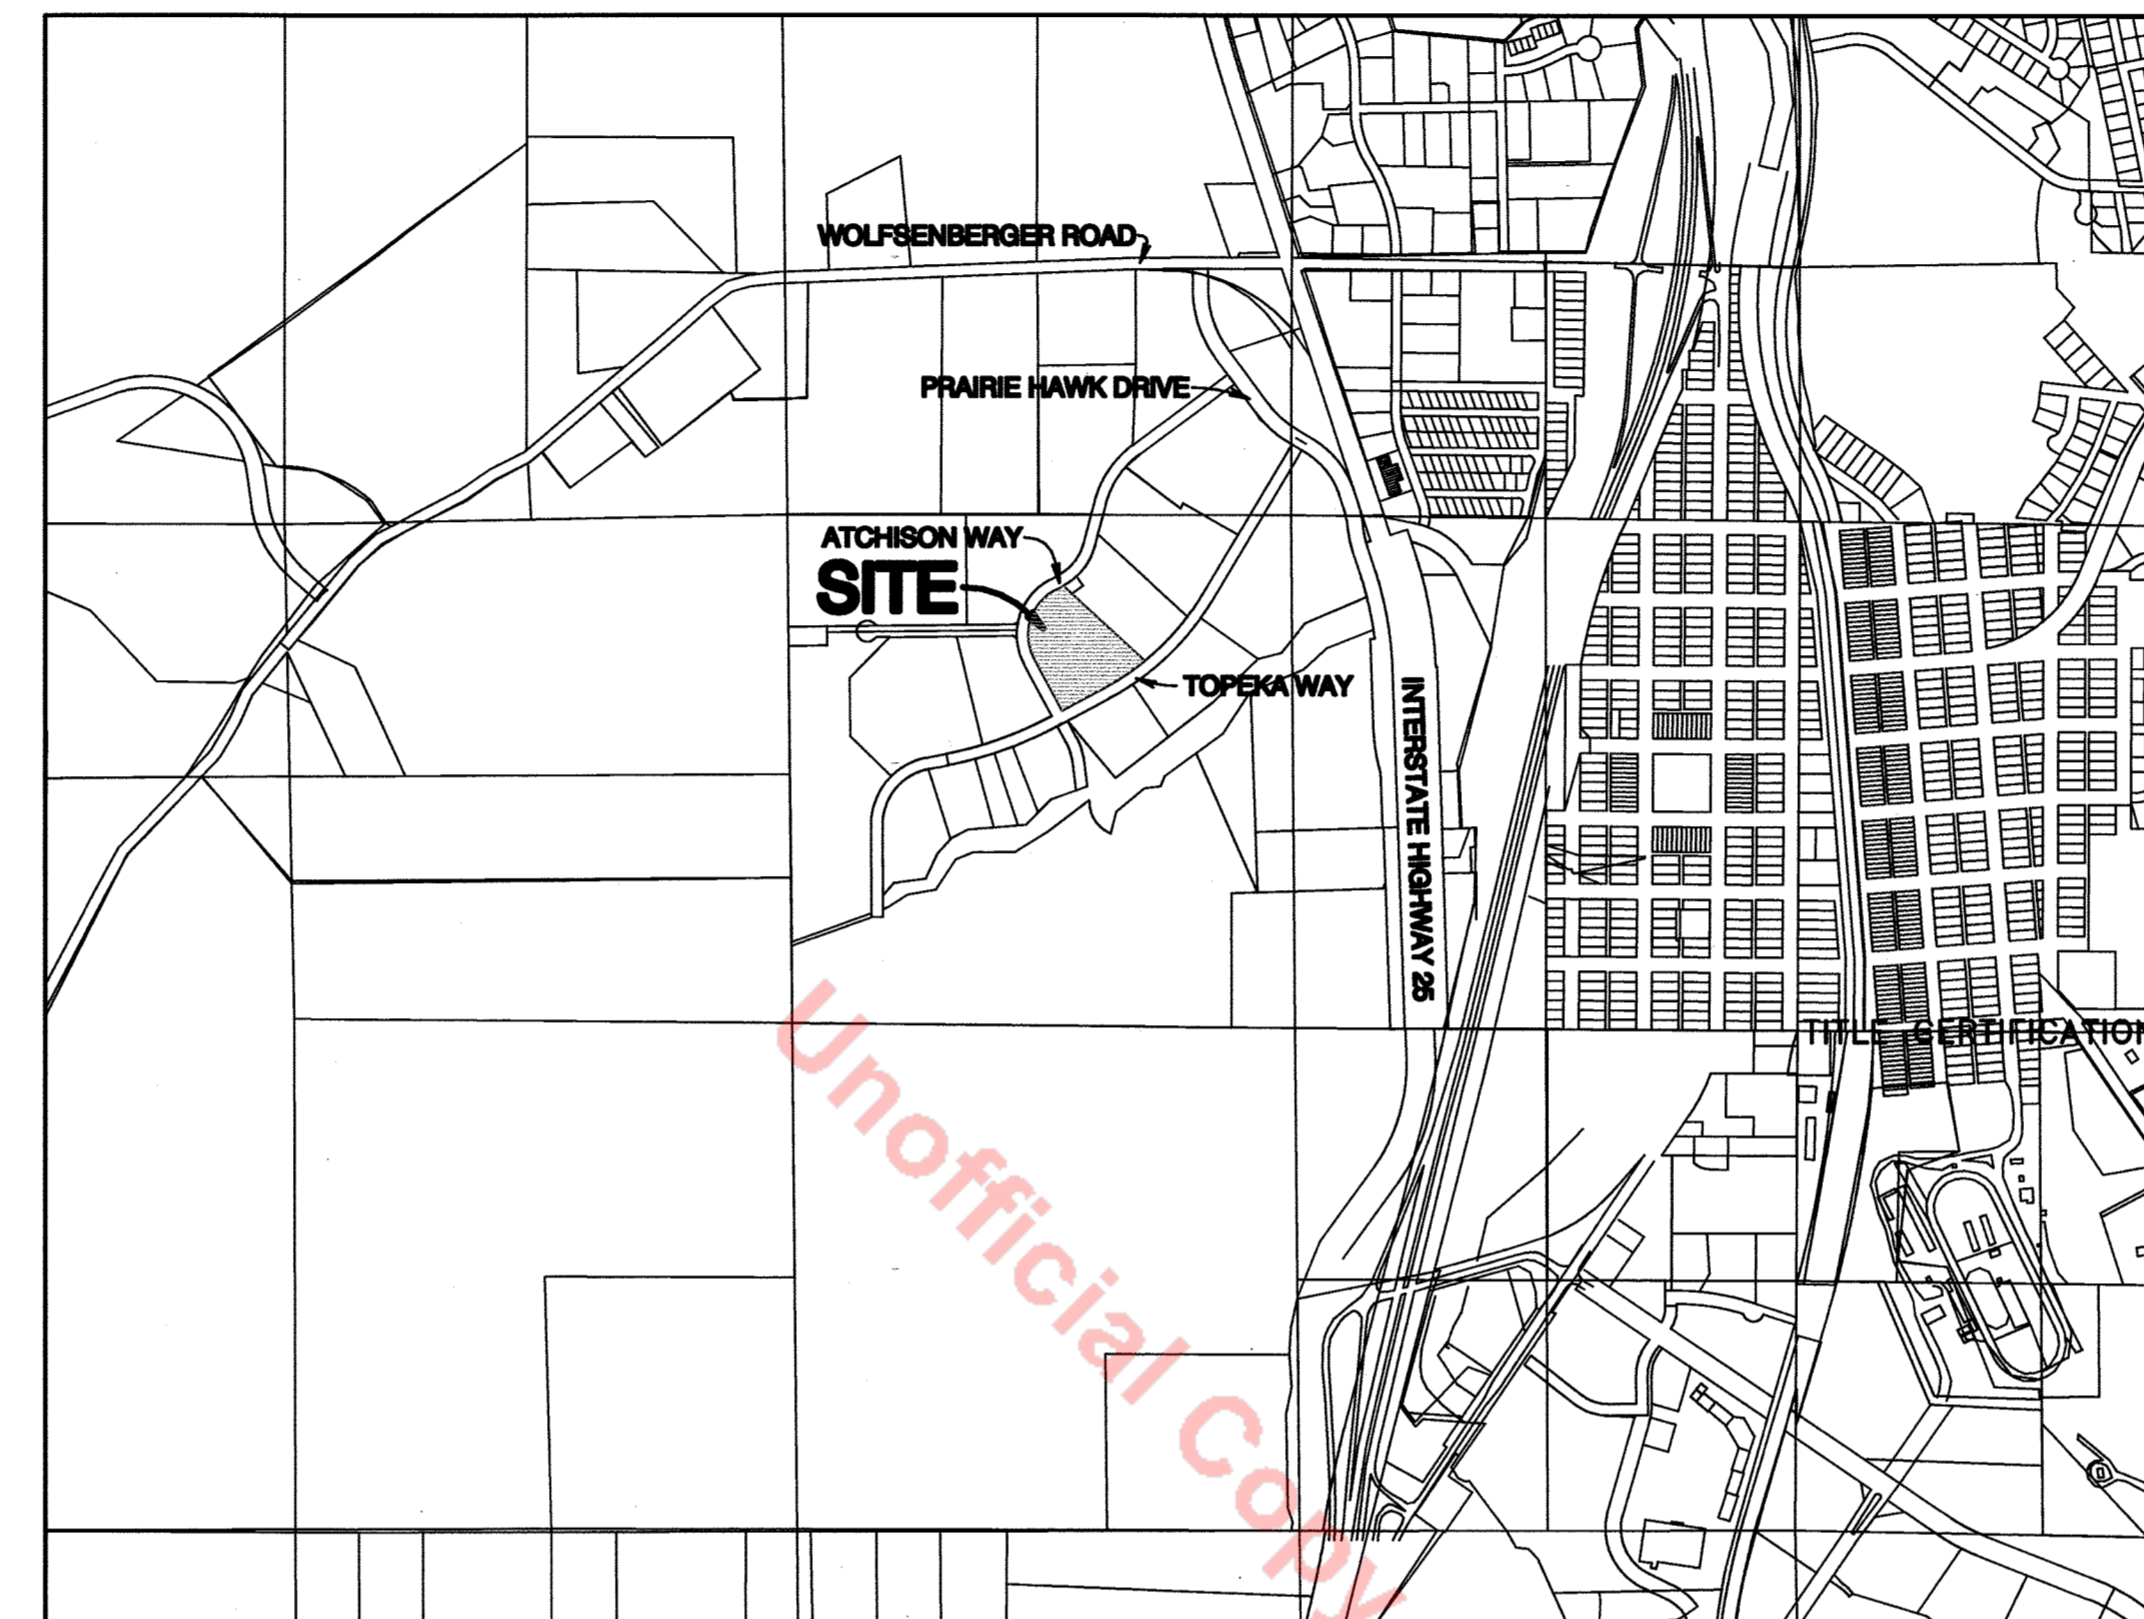 WOLFSENBERGER ROAD
PRAIRIE HAWK DRIVE
ATCHISON WAY
SITE
TOPEKA WAY
INTERSTATE HIGHWAY 25
TITLE CERTIFICATION
Unofficial Copy